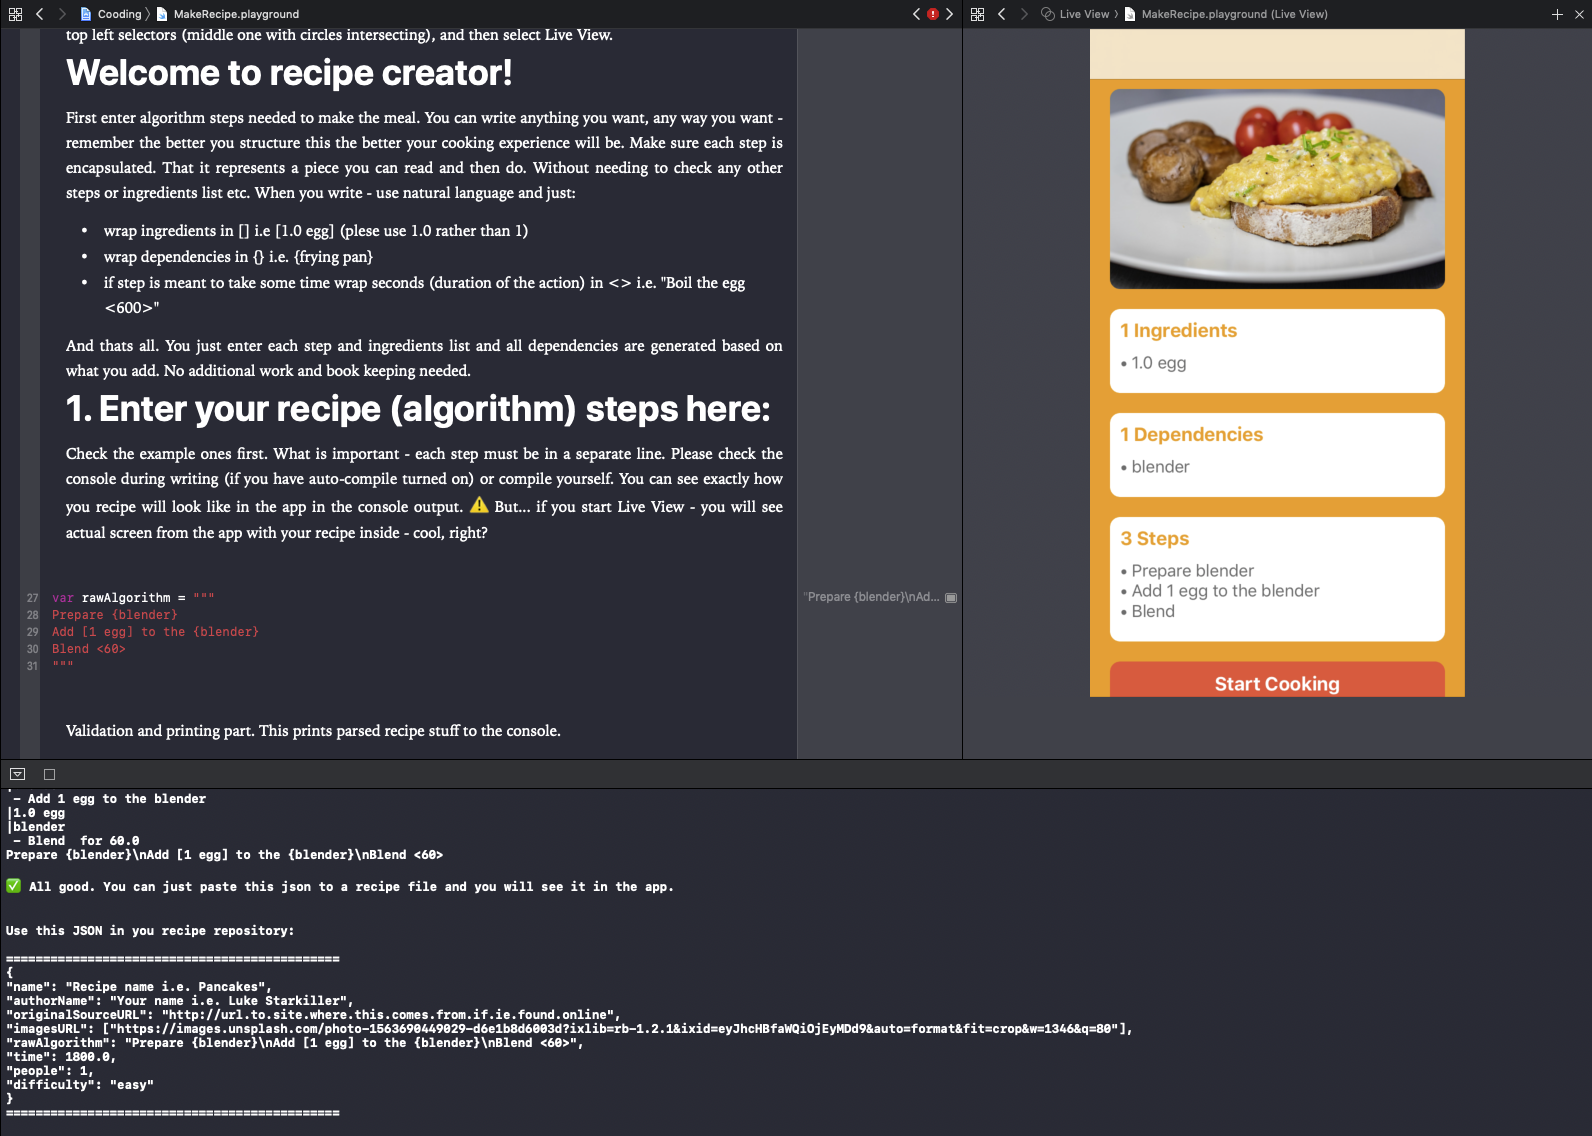 Cooding 〉 MakeRecipe.playground
Live View 〉 MakeRecipe.playground (Live View)
top left selectors (middle one with circles intersecting), and then select Live View.
Welcome to recipe creator!
First enter algorithm steps needed to make the meal. You can write anything you want, any way you want -
remember the better you structure this the better your cooking experience will be. Make sure each step is
encapsulated. That it represents a piece you can read and then do. Without needing to check any other
steps or ingredients list etc. When you write - use natural language and just:
• wrap ingredients in [] i.e [1.0 egg] (plese use 1.0 rather than 1)
• wrap dependencies in {} i.e. {frying pan}
• if step is meant to take some time wrap seconds (duration of the action) in <> i.e. "Boil the egg
<600>"
And thats all. You just enter each step and ingredients list and all dependencies are generated based on
what you add. No additional work and book keeping needed.
1. Enter your recipe (algorithm) steps here:
Check the example ones first. What is important - each step must be in a separate line. Please check the
console during writing (if you have auto-compile turned on) or compile yourself. You can see exactly how
you recipe will look like in the app in the console output. ⚠️ But... if you start Live View - you will see
actual screen from the app with your recipe inside - cool, right?
27 var rawAlgorithm = """
28 Prepare {blender}
29 Add [1 egg] to the {blender}
30 Blend <60>
31 """
"Prepare {blender}\nAd...
Validation and printing part. This prints parsed recipe stuff to the console.
1 Ingredients
• 1.0 egg
1 Dependencies
• blender
3 Steps
• Prepare blender
• Add 1 egg to the blender
• Blend
Start Cooking
- Add 1 egg to the blender
|1.0 egg
|blender
- Blend  for 60.0
Prepare {blender}\nAdd [1 egg] to the {blender}\nBlend <60>
✅ All good. You can just paste this json to a recipe file and you will see it in the app.
Use this JSON in you recipe repository:
=============================================
{
"name": "Recipe name i.e. Pancakes",
"authorName": "Your name i.e. Luke Starkiller",
"originalSourceURL": "http://url.to.site.where.this.comes.from.if.ie.found.online",
"imagesURL": ["https://images.unsplash.com/photo-1563690449029-d6e1b8d6003d?ixlib=rb-1.2.1&ixid=eyJhcHBfaWQiOjEyMDd9&auto=format&fit=crop&w=1346&q=80"],
"rawAlgorithm": "Prepare {blender}\nAdd [1 egg] to the {blender}\nBlend <60>",
"time": 1800.0,
"people": 1,
"difficulty": "easy"
}
=============================================